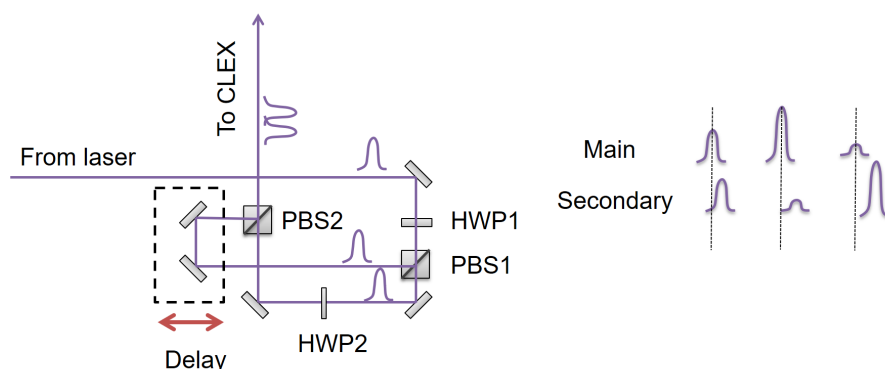 To CLEX
From laser
Main
Secondary
PBS2
HWP1
PBS1
HWP2
Delay